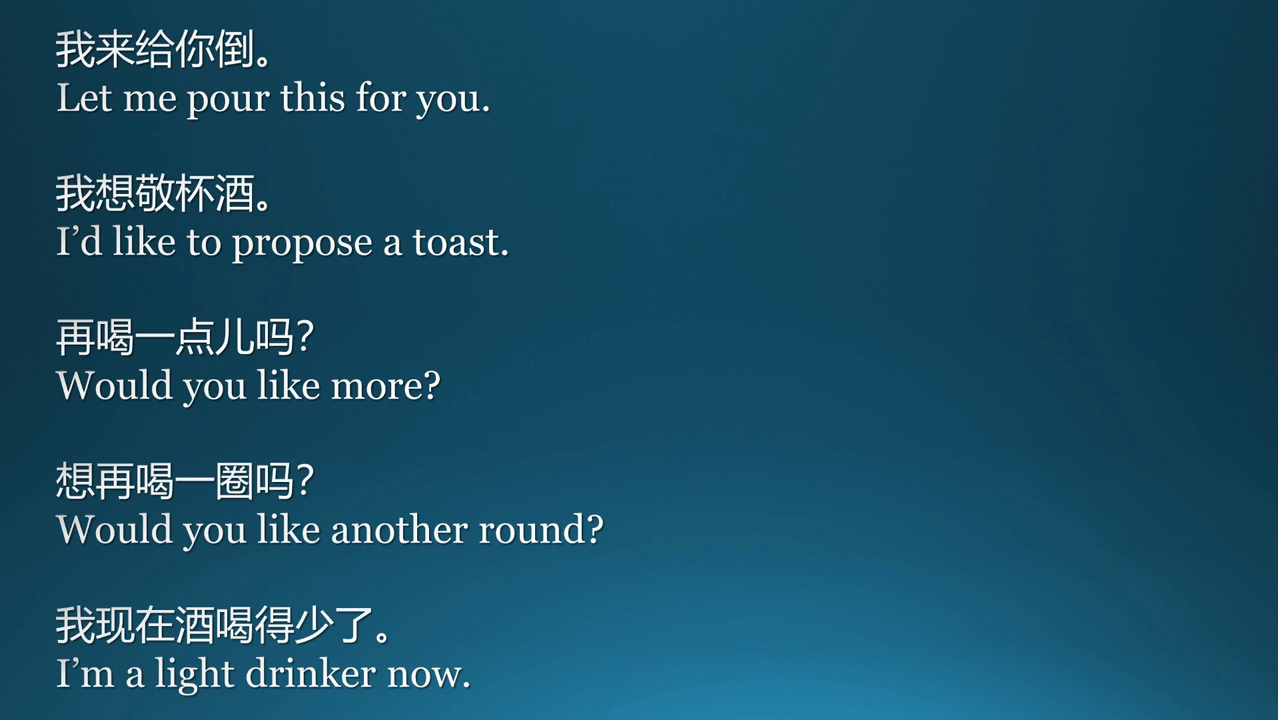 我来给你倒。
Let me pour this for you.
我想敬杯酒。
I’d like to propose a toast.
再喝一点儿吗？
Would you like more?
想再喝一圈吗？
Would you like another round?
我现在酒喝得少了。
I’m a light drinker now.